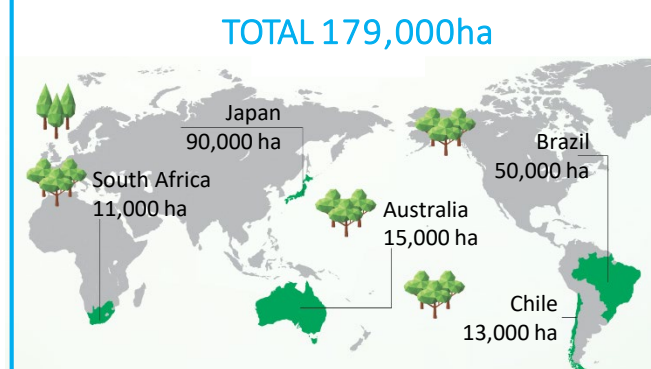 TOTAL 179,000ha
Japan
90,000 ha
Brazil
50,000 ha
South Africa
11,000 ha
Australia
15,000 ha
Chile
13,000 ha